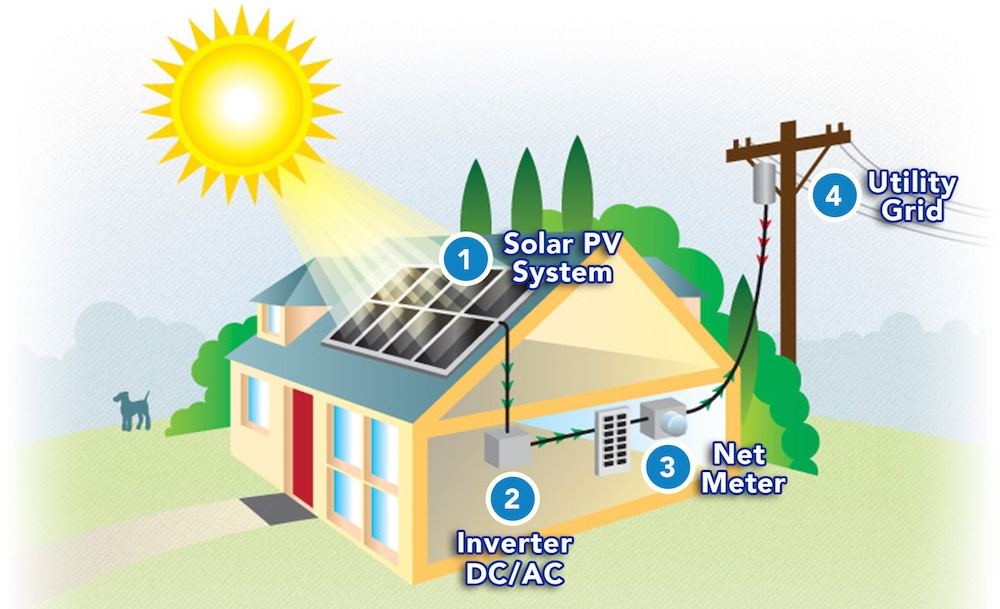 1
Solar PV
System
2
Inverter
DC/AC
3
Net
Meter
4
Utility
Grid